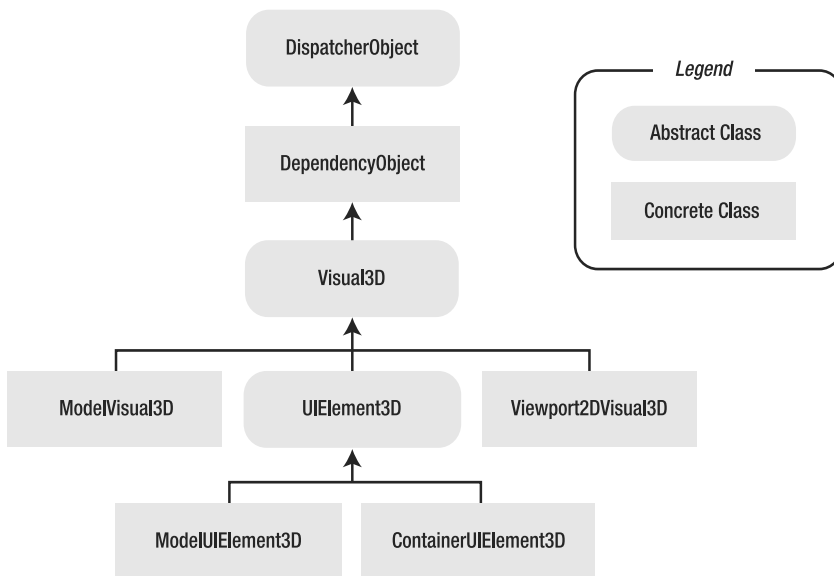 DispatcherObject
Legend
Abstract Class
DependencyObject
Concrete Class
Visual3D
ModelVisual3D
UIElement3D
Viewport2DVisual3D
ModelUIElement3D
ContainerUIElement3D